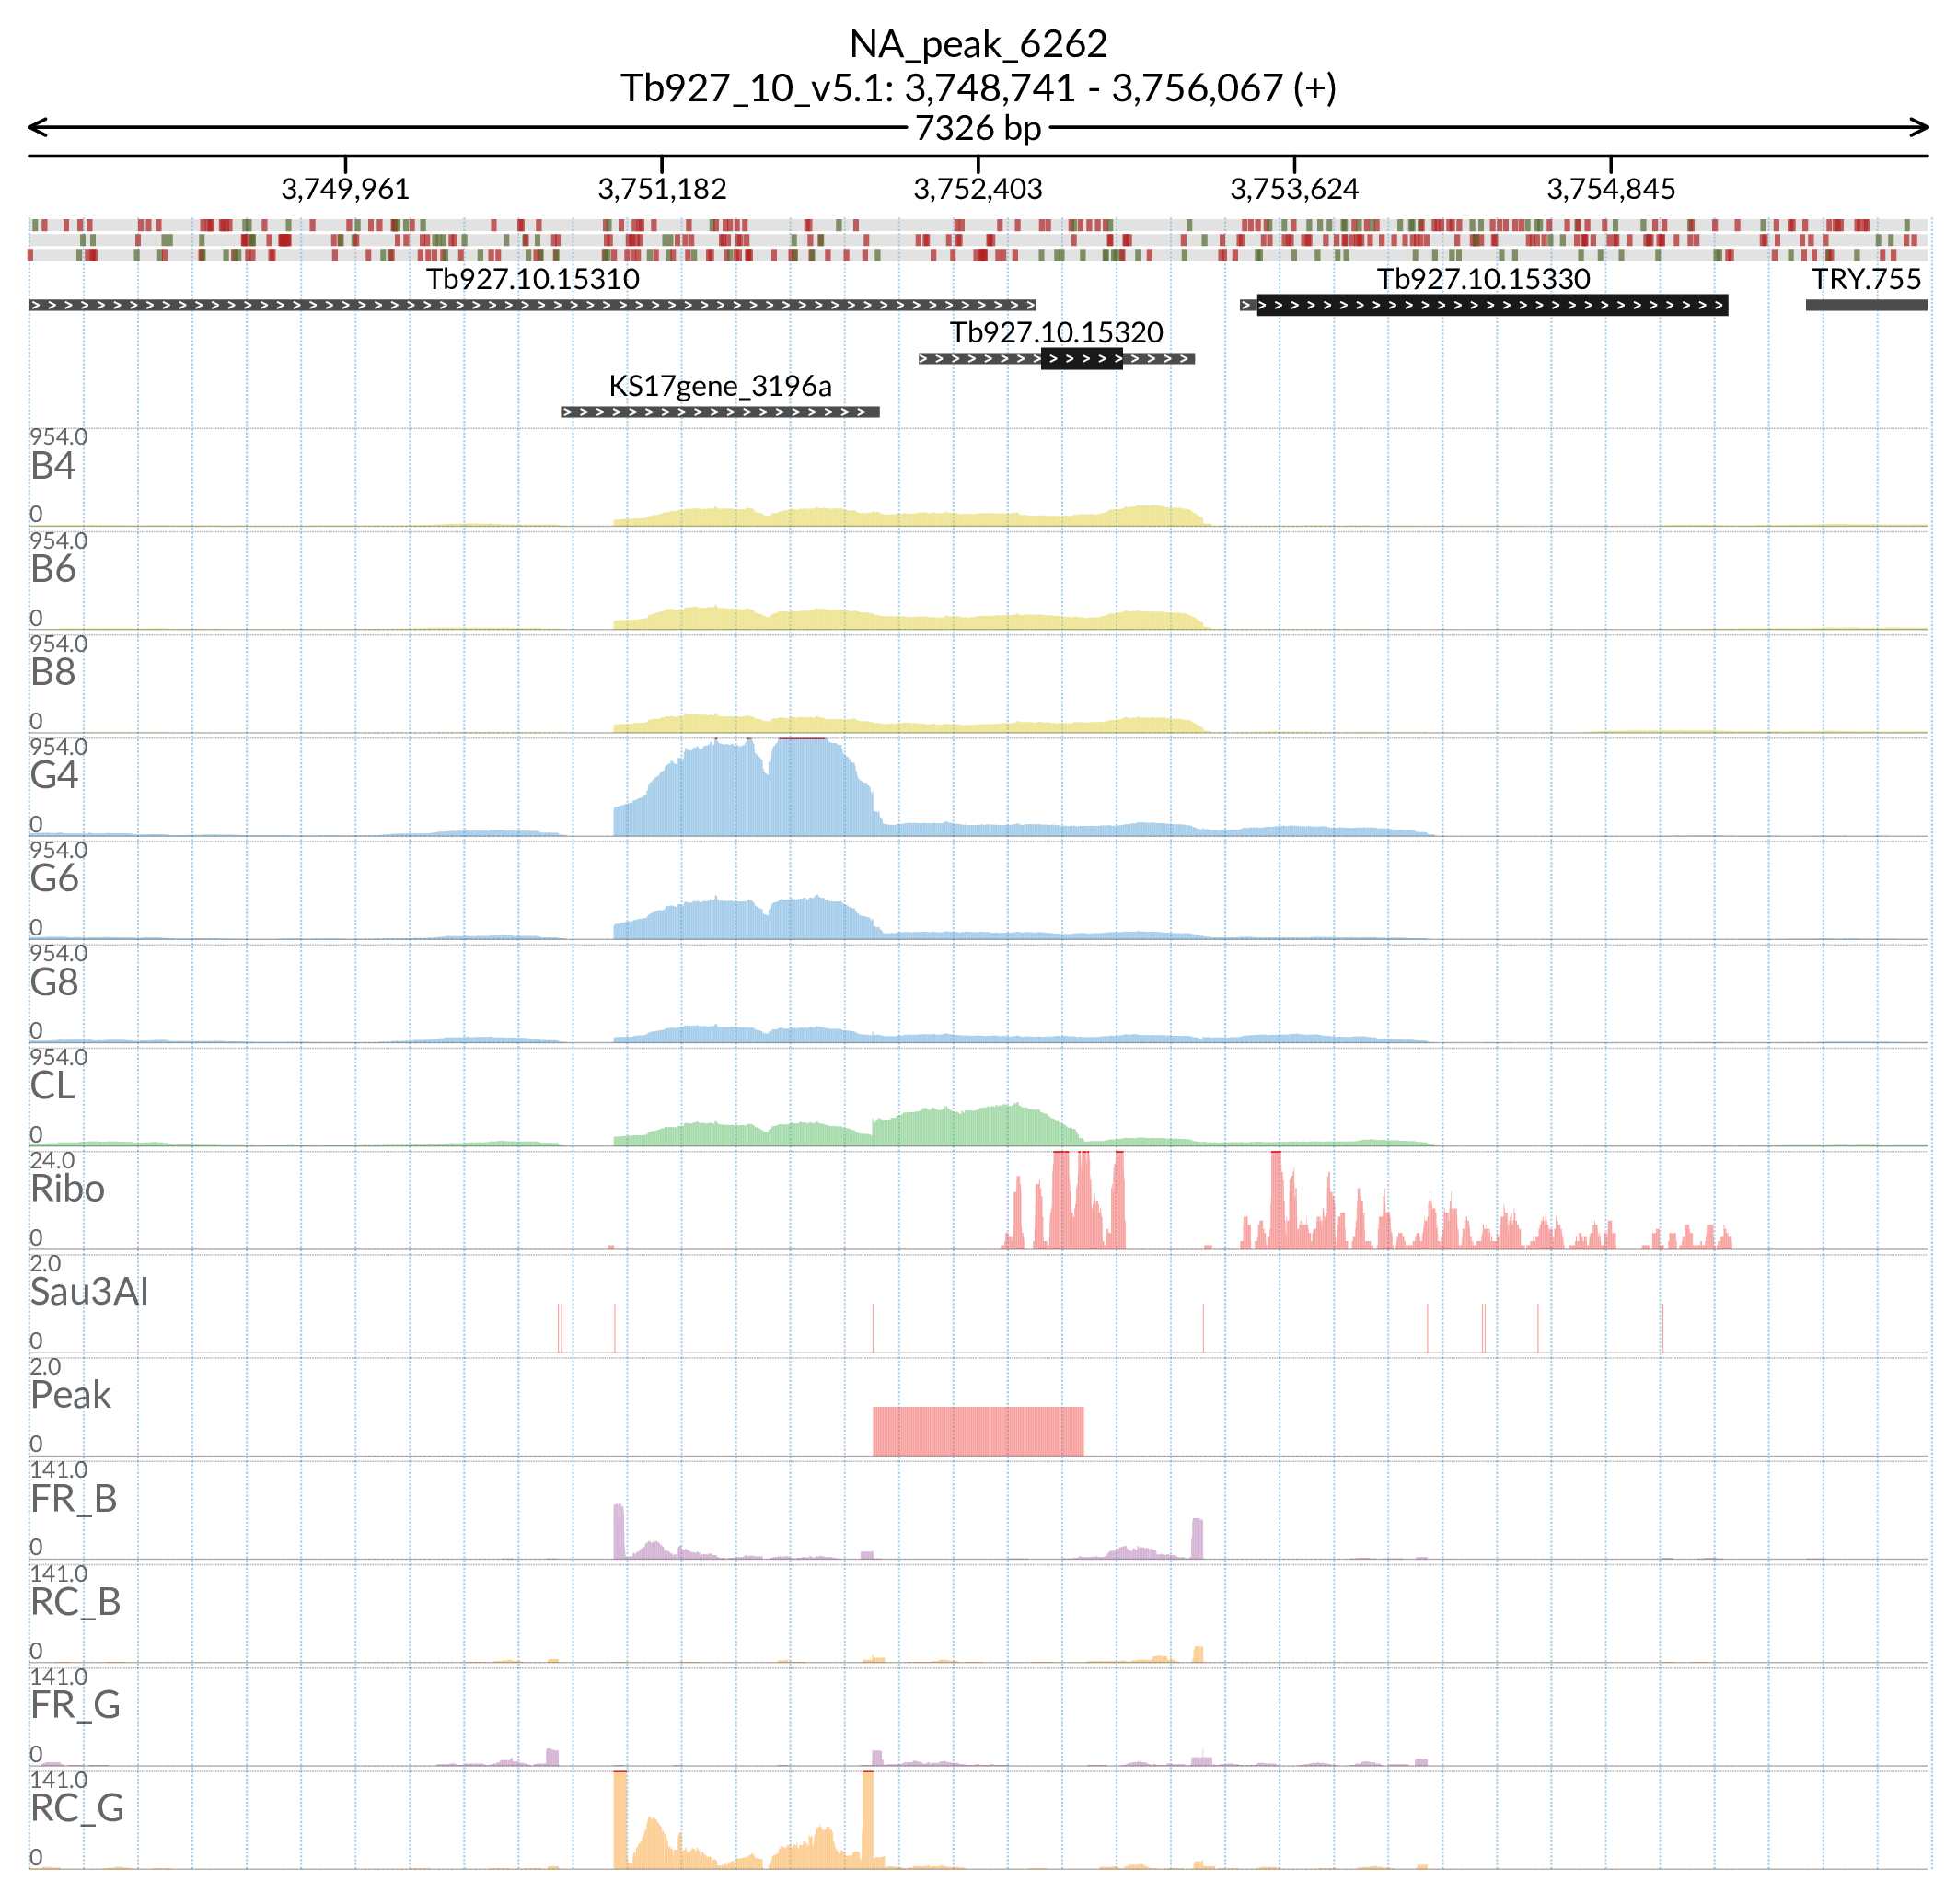 NA_peak_6262
Tb927_10_v5.1: 3,748,741 - 3,756,067 (+)
7326 bp
3,749,961 3,751,182 3,752,403 3,753,624 3,754,845
Tb927.10.15310 Tb927.10.15330 TRY.755
Tb927.10.15320
KS17gene_3196a
954.0
B4
0
954.0
B6
0
954.0
B8
0
954.0
G4
0
954.0
G6
0
954.0
G8
0
954.0
CL
0
24.0
Ribo
0
2.0
Sau3AI
0
2.0
Peak
0
141.0
FR_B
0
141.0
RC_B
0
141.0
FR_G
0
141.0
RC_G
0